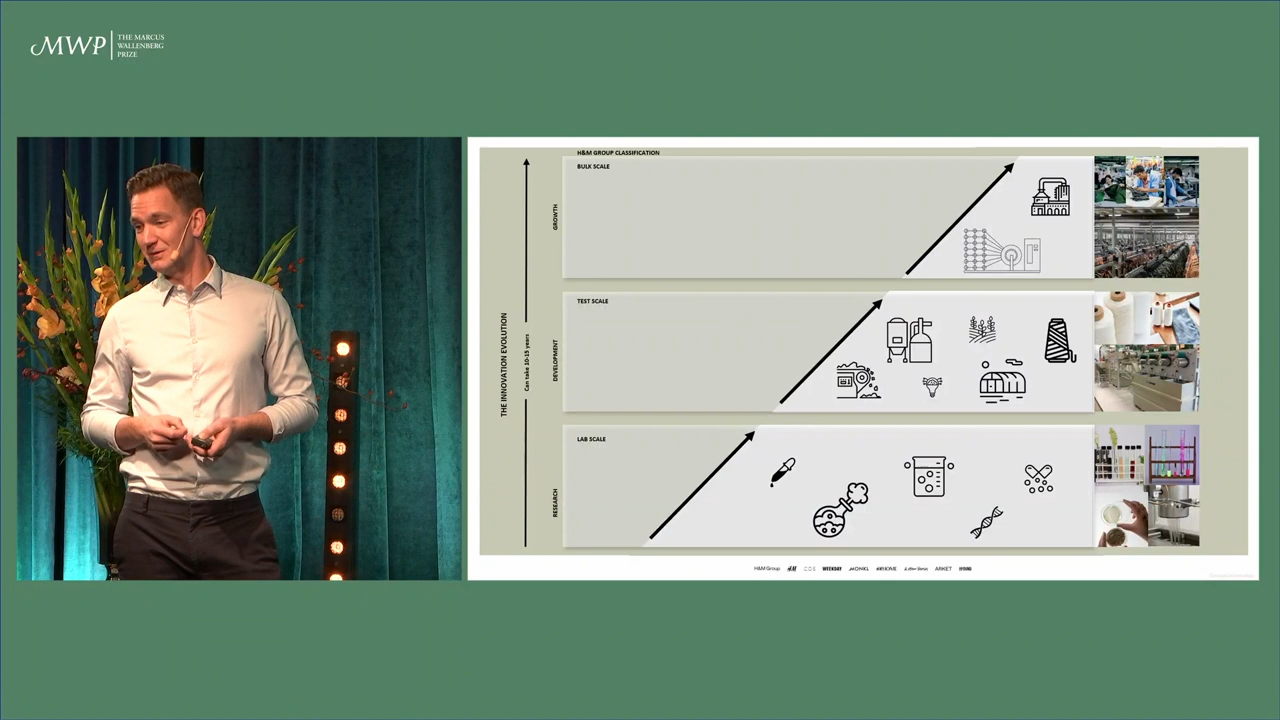 MWP
THE MARCUS
WALLENBERG
PRIZE
H&M GROUP CLASSIFICATION
BULK SCALE
GROWTH
THE INNOVATION EVOLUTION
Can take 10-15 years
TEST SCALE
DEVELOPMENT
LAB SCALE
RESEARCH
H&M Group H&M COS WEEKDAY MONKI H&M HOME & other Stories ARKET